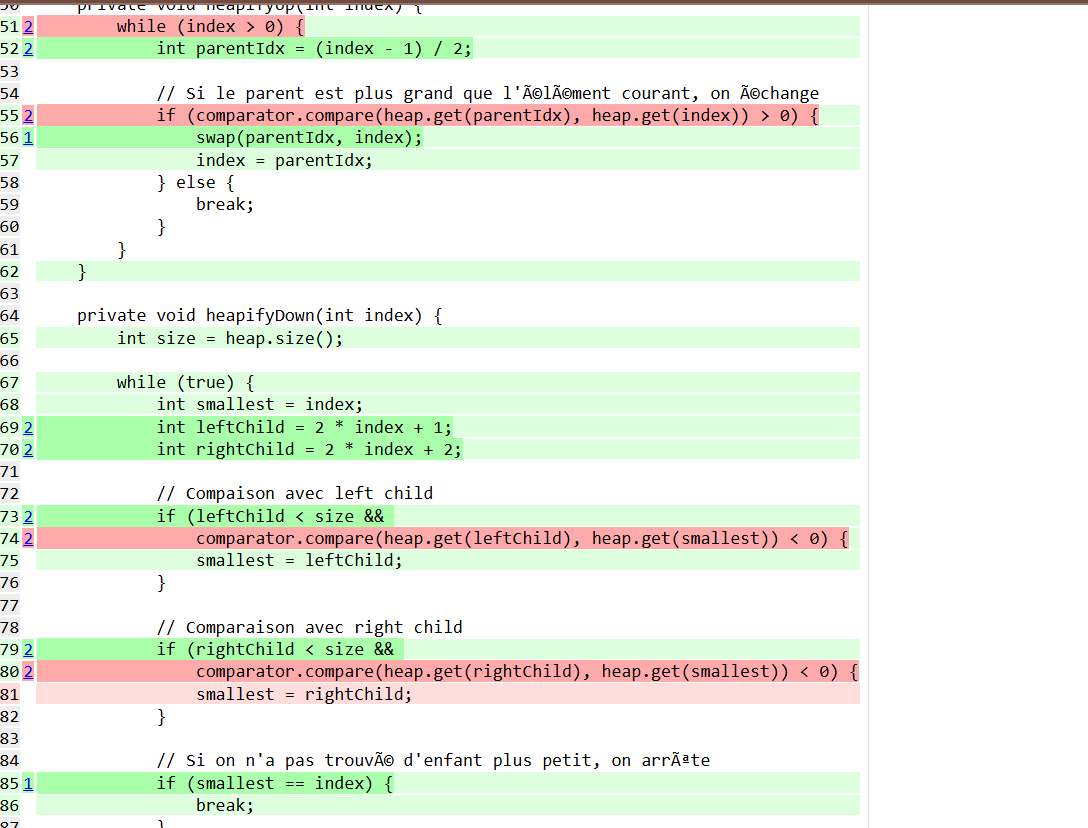 50 private void heapifyUp(int index) {
51 2 while (index > 0) {
52 2 int parentIdx = (index - 1) / 2;
53
54 // Si le parent est plus grand que l'Ã©lÃ©ment courant, on Ã©change
55 2 if (comparator.compare(heap.get(parentIdx), heap.get(index)) > 0) {
56 1 swap(parentIdx, index);
57 index = parentIdx;
58 } else {
59 break;
60 }
61 }
62 }
63
64 private void heapifyDown(int index) {
65 int size = heap.size();
66
67 while (true) {
68 int smallest = index;
69 2 int leftChild = 2 * index + 1;
70 2 int rightChild = 2 * index + 2;
71
72 // Compaison avec left child
73 2 if (leftChild < size &&
74 2 comparator.compare(heap.get(leftChild), heap.get(smallest)) < 0) {
75 smallest = leftChild;
76 }
77
78 // Comparaison avec right child
79 2 if (rightChild < size &&
80 2 comparator.compare(heap.get(rightChild), heap.get(smallest)) < 0) {
81 smallest = rightChild;
82 }
83
84 // Si on n'a pas trouvÃ© d'enfant plus petit, on arrÃªte
85 1 if (smallest == index) {
86 break;
87 }